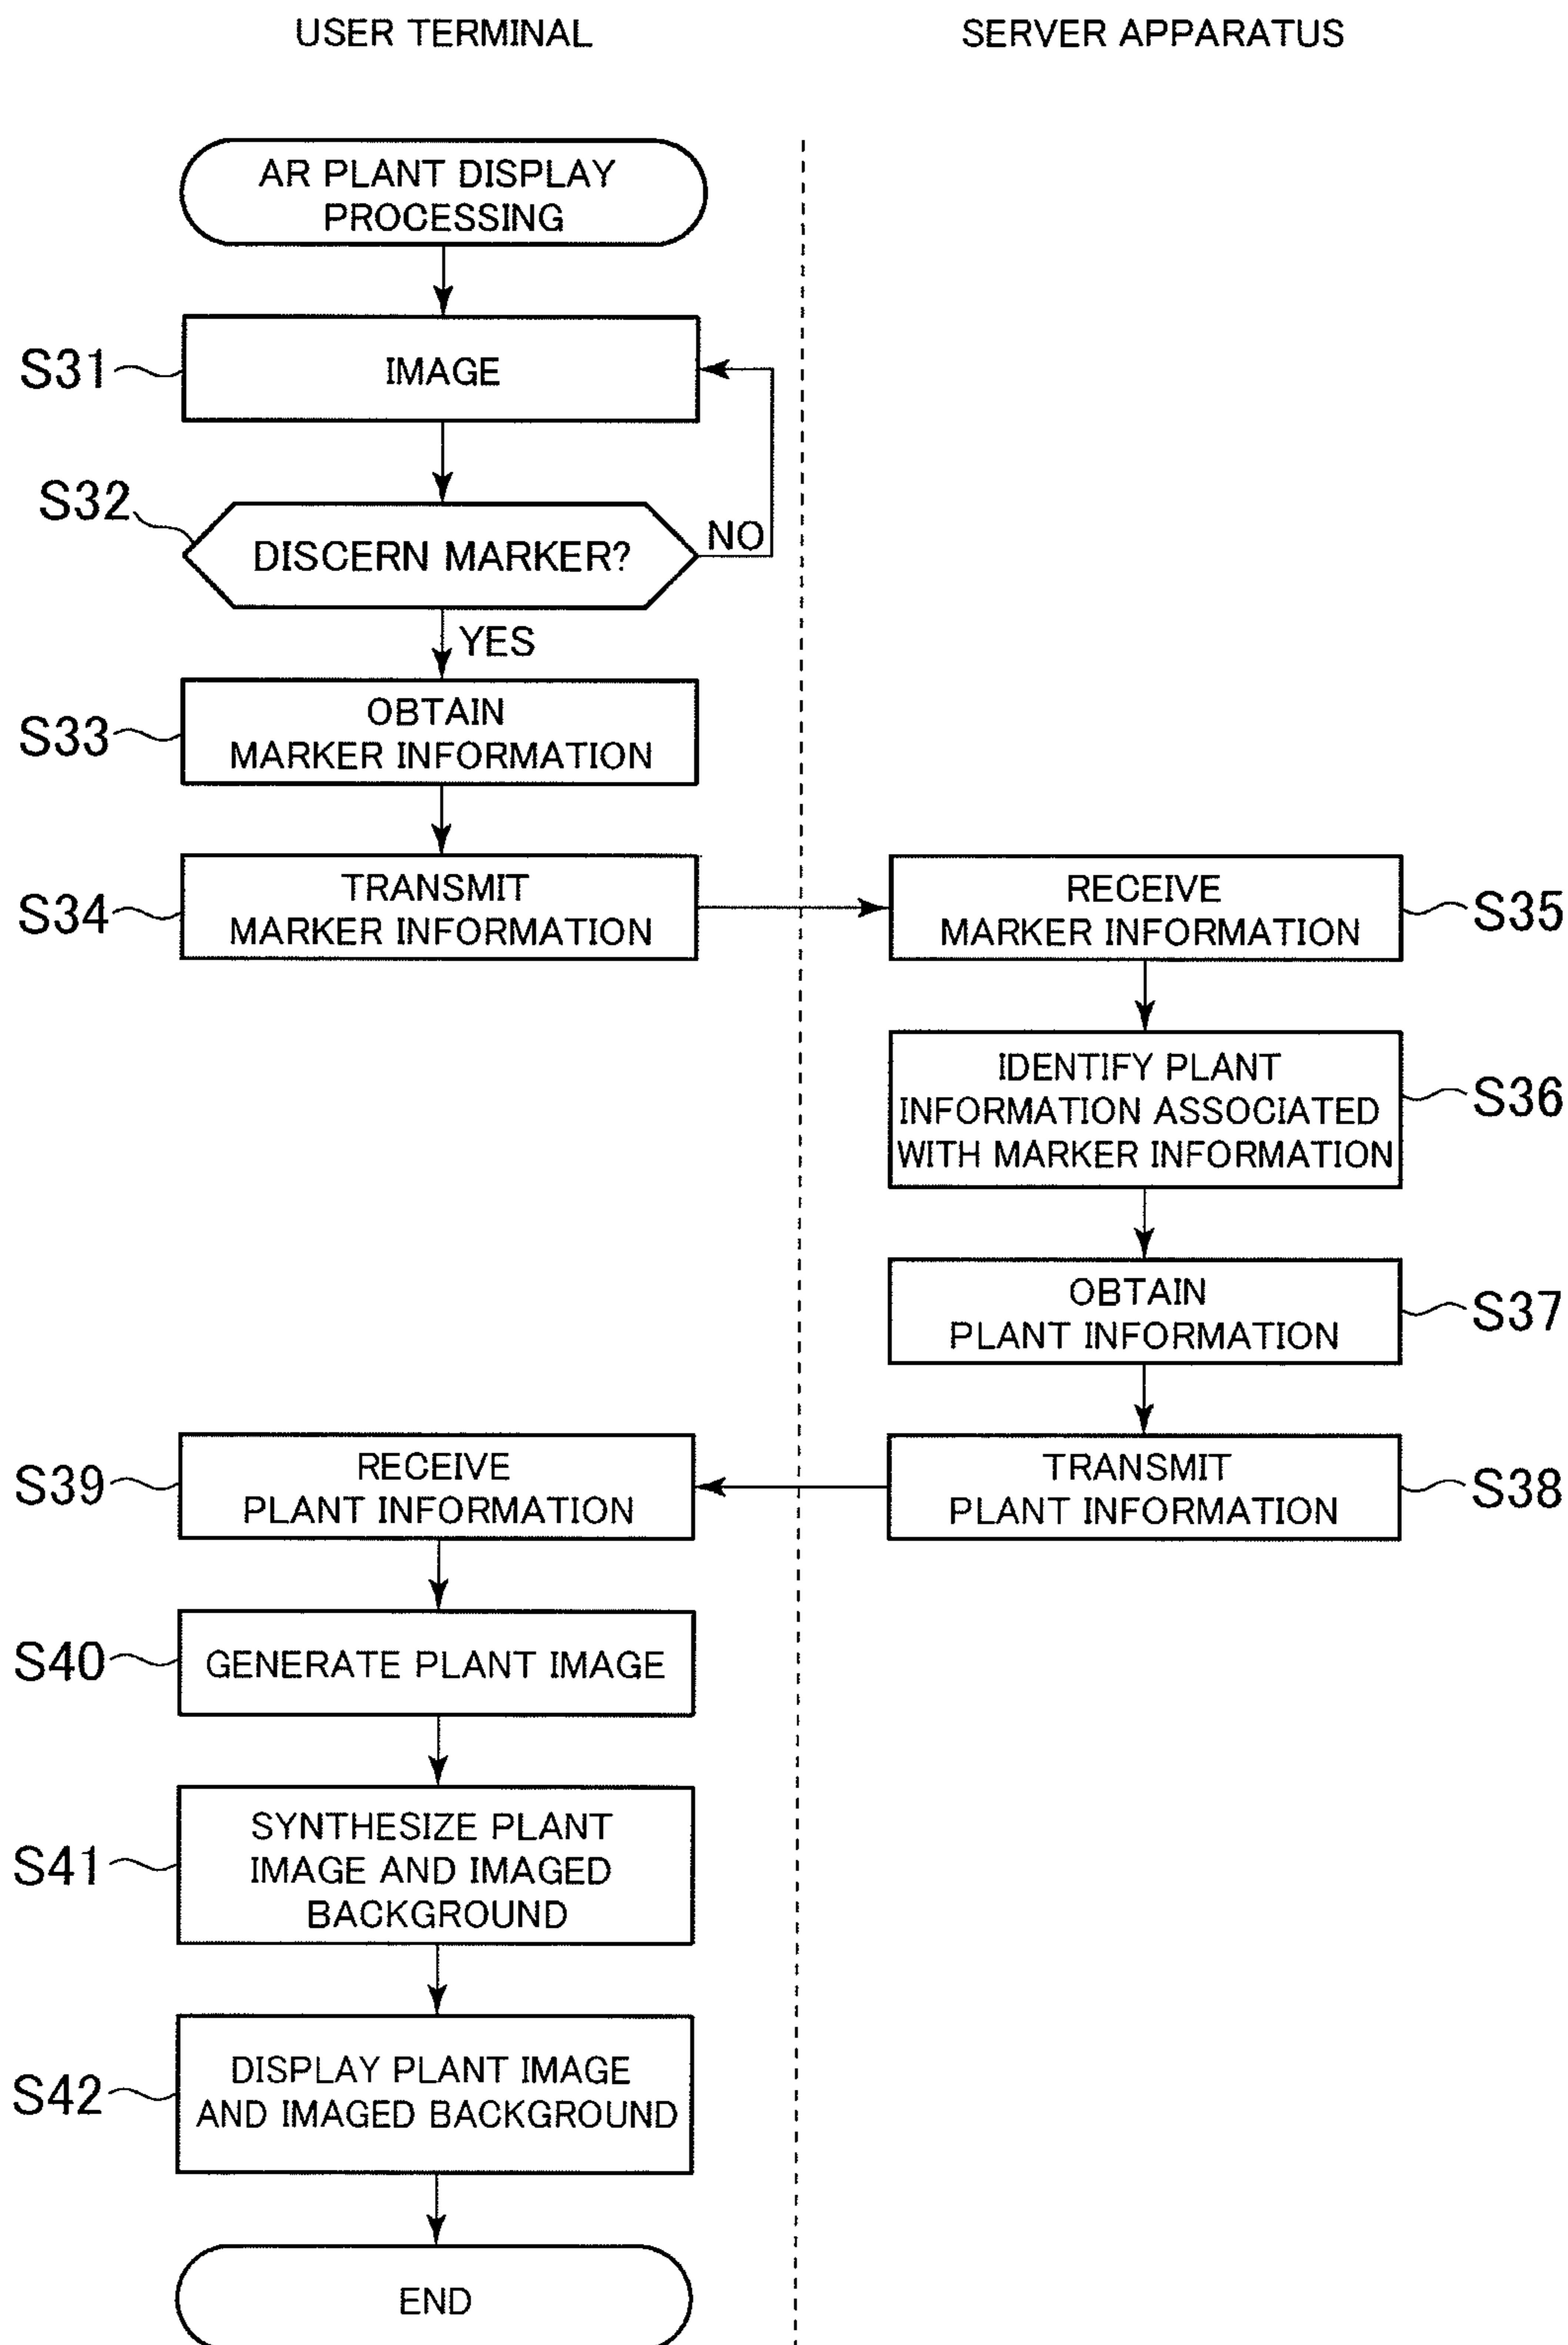 USER TERMINAL
SERVER APPARATUS
AR PLANT DISPLAY
PROCESSING
S31
IMAGE
S32
DISCERN MARKER?
NO
YES
S33
OBTAIN
MARKER INFORMATION
S34
TRANSMIT
MARKER INFORMATION
RECEIVE
MARKER INFORMATION
S35
IDENTIFY PLANT
INFORMATION ASSOCIATED
WITH MARKER INFORMATION
S36
OBTAIN
PLANT INFORMATION
S37
TRANSMIT
PLANT INFORMATION
S38
S39
RECEIVE
PLANT INFORMATION
S40
GENERATE PLANT IMAGE
S41
SYNTHESIZE PLANT
IMAGE AND IMAGED
BACKGROUND
S42
DISPLAY PLANT IMAGE
AND IMAGED BACKGROUND
END